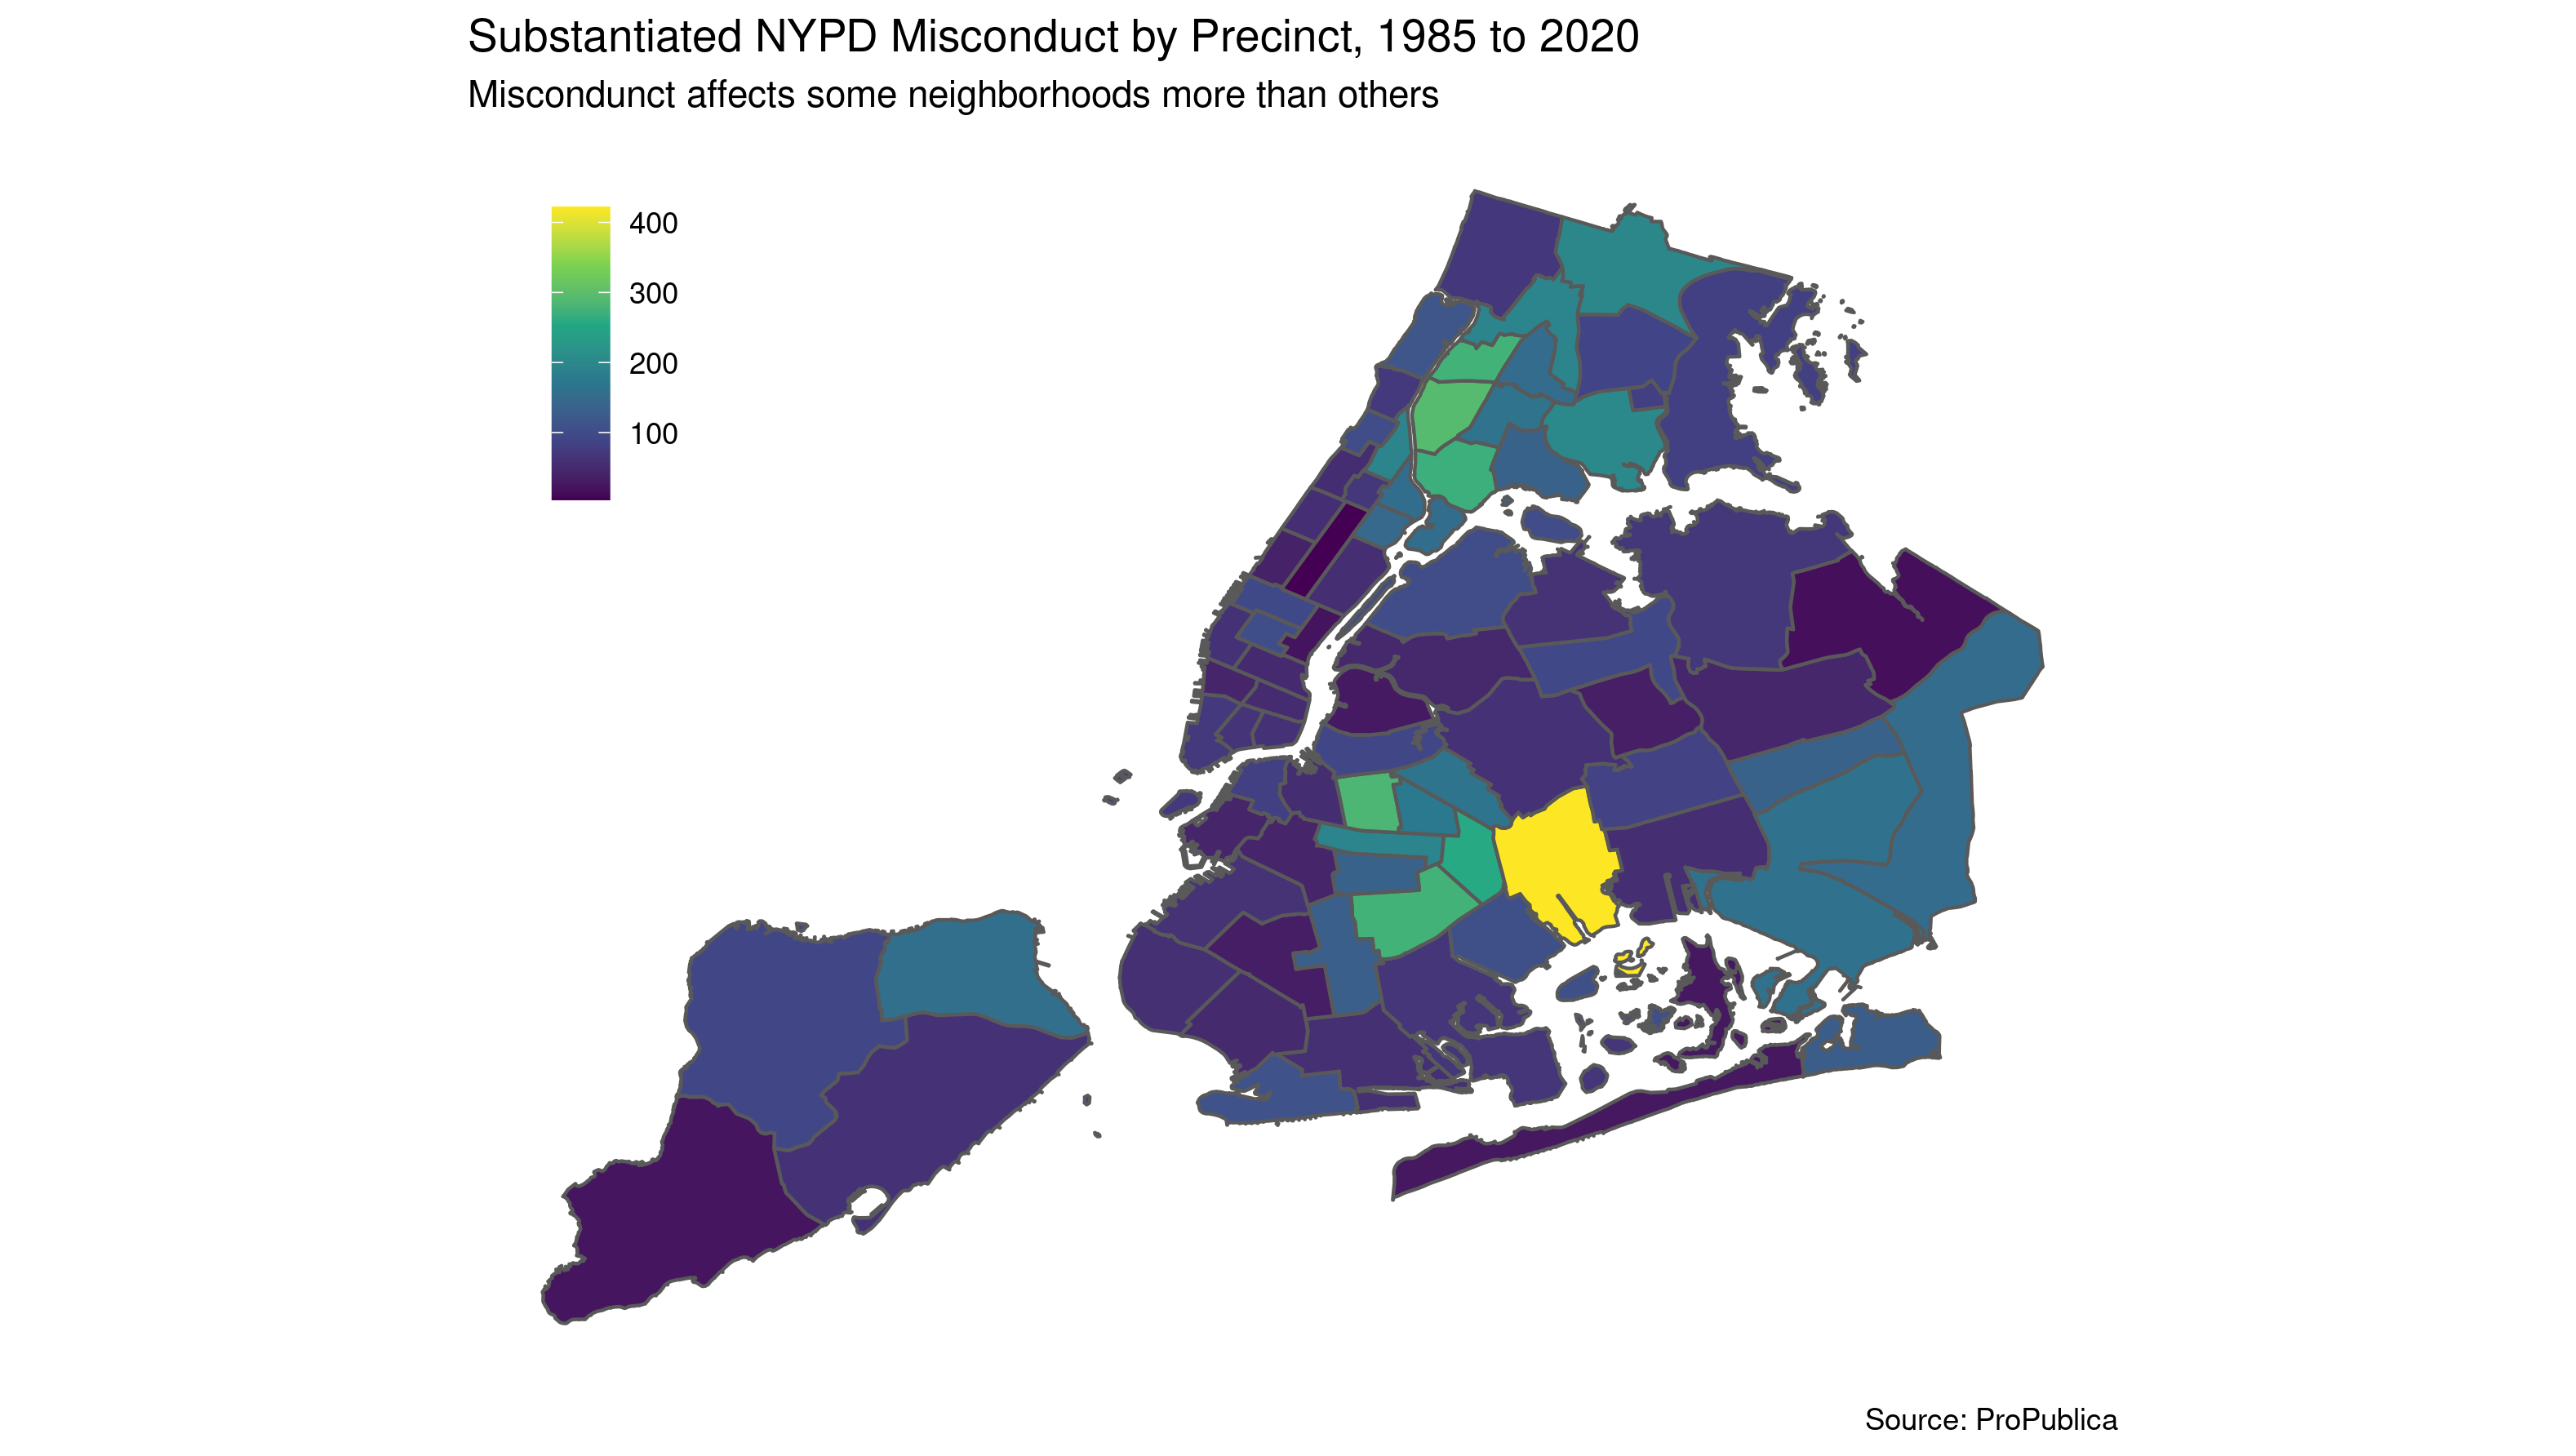 Substantiated NYPD Misconduct by Precinct, 1985 to 2020
Miscondunct affects some neighborhoods more than others
400
300
200
100
Source: ProPublica